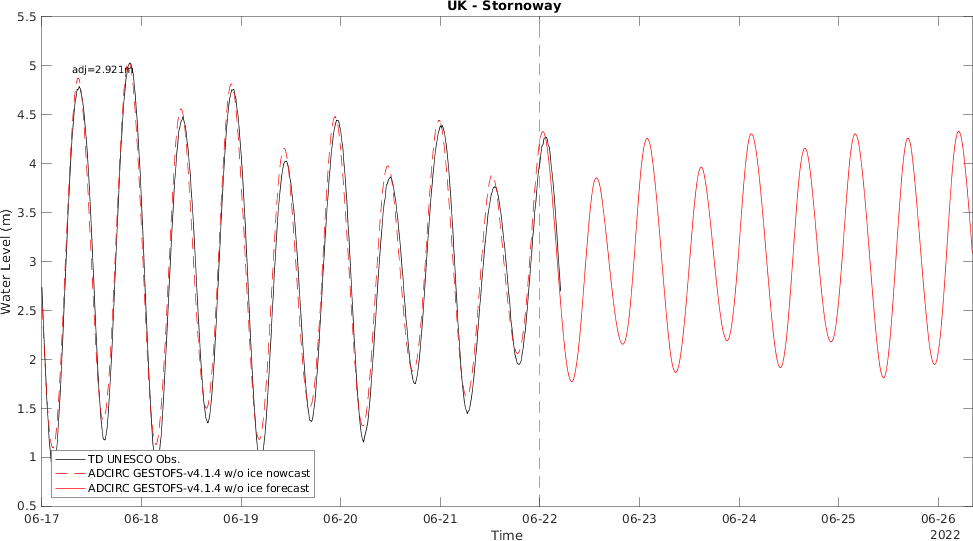 UK - Stornoway
5.5
5
4.5
4
3.5
3
2.5
2
1.5
1
0.5
Water Level (m)
adj=2.921m
TD UNESCO Obs.
ADCIRC GESTOFS-v4.1.4 w/o ice nowcast
ADCIRC GESTOFS-v4.1.4 w/o ice forecast
06-17 06-18 06-19 06-20 06-21 06-22 06-23 06-24 06-25 06-26
2022
Time